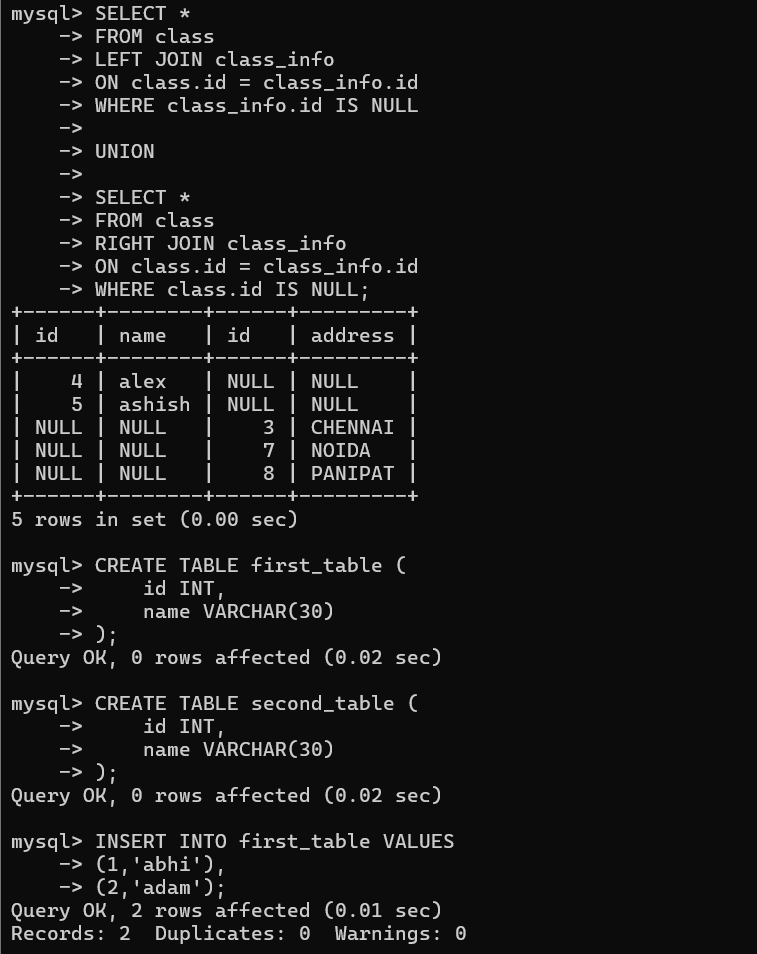 mysql> SELECT *
    -> FROM class
    -> LEFT JOIN class_info
    -> ON class.id = class_info.id
    -> WHERE class_info.id IS NULL
    ->
    -> UNION
    ->
    -> SELECT *
    -> FROM class
    -> RIGHT JOIN class_info
    -> ON class.id = class_info.id
    -> WHERE class.id IS NULL;
+------+--------+------+---------+
| id   | name   | id   | address |
+------+--------+------+---------+
|    4 | alex   | NULL | NULL    |
|    5 | ashish | NULL | NULL    |
| NULL | NULL   |    3 | CHENNAI |
| NULL | NULL   |    7 | NOIDA   |
| NULL | NULL   |    8 | PANIPAT |
+------+--------+------+---------+
5 rows in set (0.00 sec)

mysql> CREATE TABLE first_table (
    ->     id INT,
    ->     name VARCHAR(30)
    -> );
Query OK, 0 rows affected (0.02 sec)

mysql> CREATE TABLE second_table (
    ->     id INT,
    ->     name VARCHAR(30)
    -> );
Query OK, 0 rows affected (0.02 sec)

mysql> INSERT INTO first_table VALUES
    -> (1,'abhi'),
    -> (2,'adam');
Query OK, 2 rows affected (0.01 sec)
Records: 2  Duplicates: 0  Warnings: 0